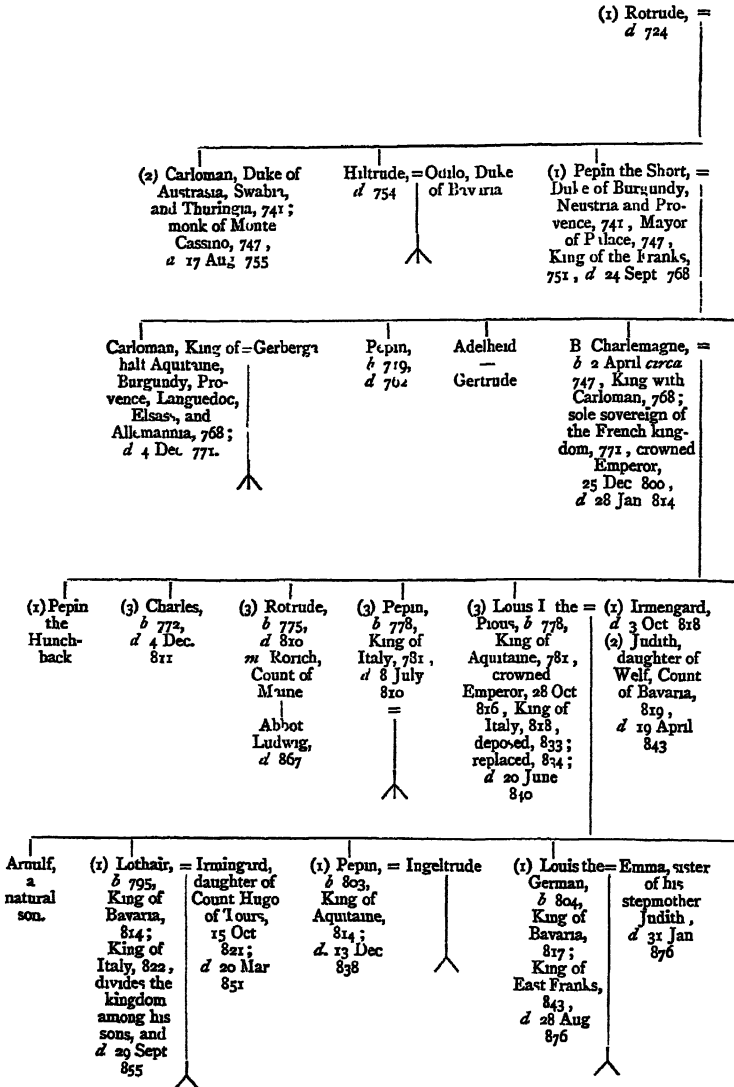 (1) Rotrude, =
d 724
(2) Carloman, Duke of
Austrasia, Swabia,
and Thuringia, 741;
monk of Monte
Cassino, 747,
d 17 Aug 755
Hiltrude, = Odilo, Duke
d 754 of Bavaria
(1) Pepin the Short, =
Duke of Burgundy,
Neustria and Pro-
vence, 741, Mayor
of Palace, 747,
King of the Franks,
751, d 24 Sept 768
Carloman, King of = Gerberga
half Aquitaine,
Burgundy, Pro-
vence, Languedoc,
Elsass, and
Allemannia, 768;
d 4 Dec 771.
Pepin,
b 719,
d 762
Adelheid
—
Gertrude
B Charlemagne, =
b 2 April circa
747, King with
Carloman, 768;
sole sovereign of
the French king-
dom, 771, crowned
Emperor,
25 Dec 800,
d 28 Jan 814
(1) Pepin
the
Hunch-
back
(3) Charles,
b 772,
d 4 Dec.
811
(3) Rotrude,
b 775,
d 810
m Rorich,
Count of
Maine
Abbot
Ludwig,
d 867
(3) Pepin,
b 778,
King of
Italy, 781,
d 8 July
810
=
(3) Louis I the =
Pious, b 778,
King of
Aquitaine, 781,
crowned
Emperor, 28 Oct
816, King of
Italy, 818,
deposed, 833;
replaced, 834;
d 20 June
840
(1) Irmengard,
d 3 Oct 818
(2) Judith,
daughter of
Welf, Count
of Bavaria,
819,
d 19 April
843
Arnulf,
a
natural
son.
(1) Lothair, =
b 795,
King of
Bavaria,
814;
King of
Italy, 822,
divides the
kingdom
among his
sons, and
d 29 Sept
855
Irmingard,
daughter of
Count Hugo
of Tours,
15 Oct
821;
d 20 Mar
851
(1) Pepin, = Ingeltrude
b 803,
King of
Aquitaine,
814;
d. 13 Dec
838
(1) Louis the =
German,
b 804,
King of
Bavaria,
817;
King of
East Franks,
843,
d 28 Aug
876
Emma, sister
of his
stepmother
Judith,
d 31 Jan
876